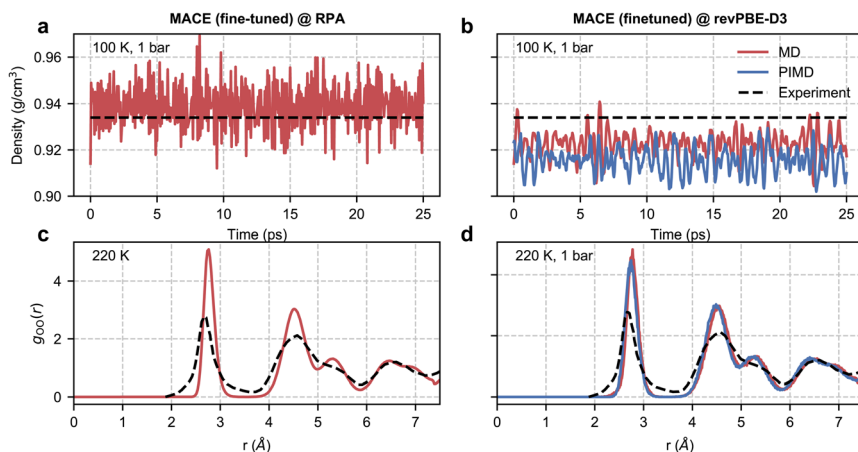 MACE (fine-tuned) @ RPA
MACE (finetuned) @ revPBE-D3
a
b
100 K, 1 bar
100 K, 1 bar
MD
PIMD
Experiment
Density (g/cm³)
0.96
0.94
0.92
0.90
0 5 10 15 20 25
0 5 10 15 20 25
Time (ps)
Time (ps)
c
d
220 K
220 K, 1 bar
g_OO(r)
4
2
0
0 1 2 3 4 5 6 7
0 1 2 3 4 5 6 7
r (Å)
r (Å)